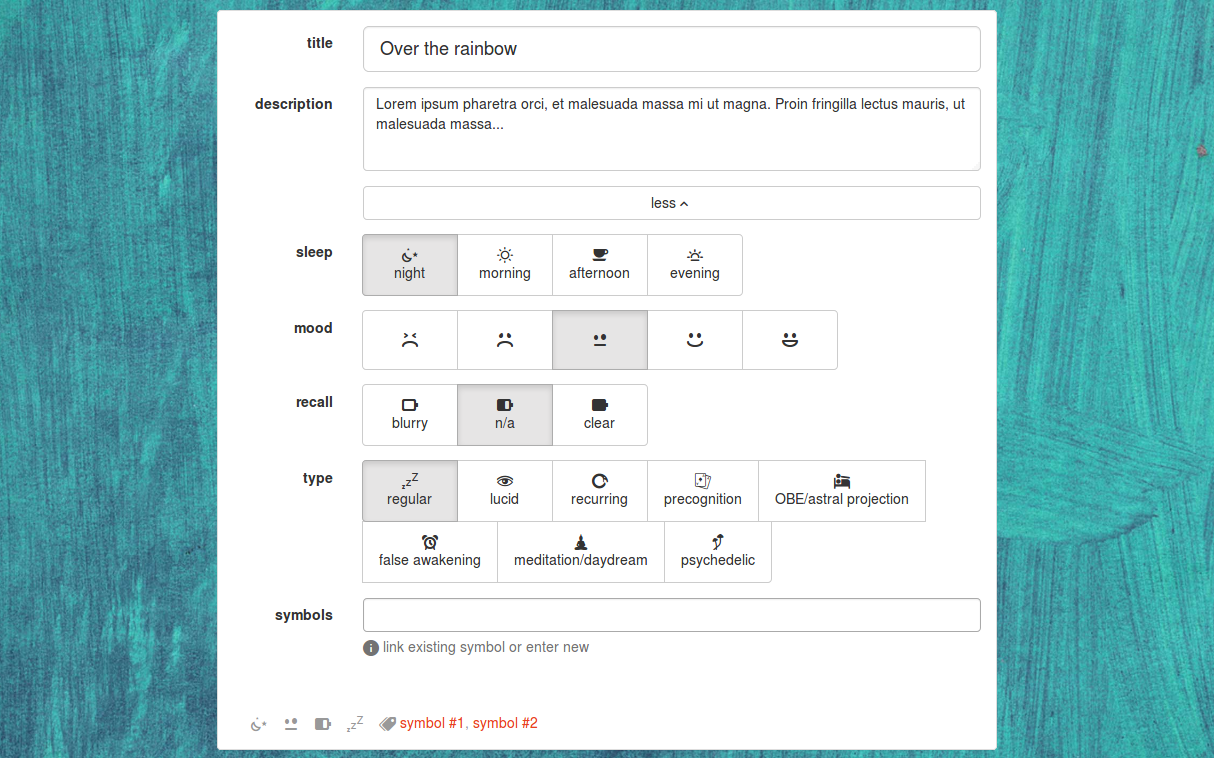 title
Over the rainbow
description
Lorem ipsum pharetra orci, et malesuada massa mi ut magna. Proin fringilla lectus mauris, ut
malesuada massa...
less
sleep
night morning afternoon evening
mood
recall
blurry n/a clear
type
zzZ
regular lucid recurring precognition OBE/astral projection
false awakening meditation/daydream psychedelic
symbols
link existing symbol or enter new
zzZ symbol #1, symbol #2